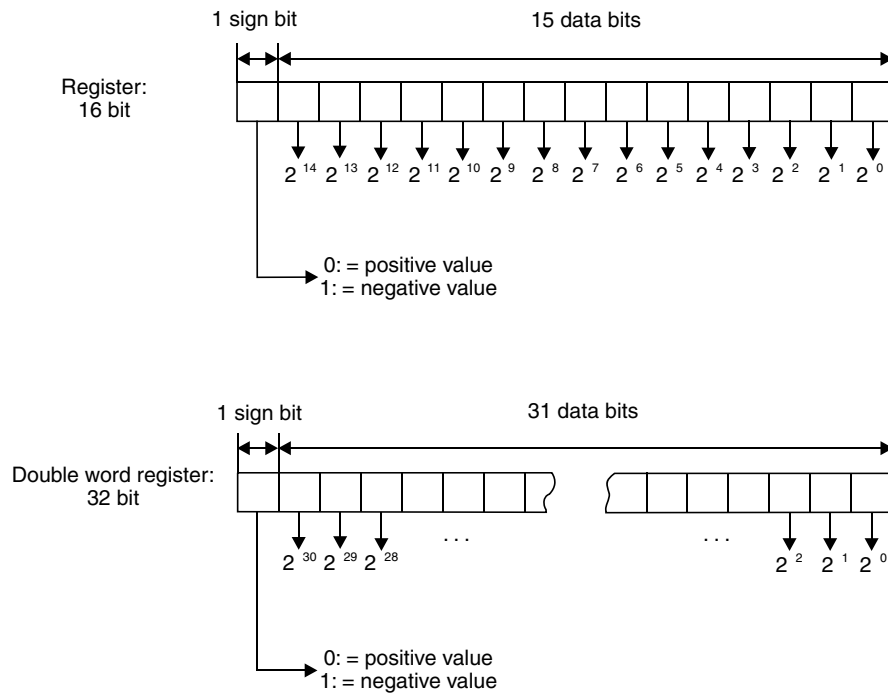 1 sign bit 15 data bits
Register:
16 bit
2^14 2^13 2^12 2^11 2^10 2^9 2^8 2^7 2^6 2^5 2^4 2^3 2^2 2^1 2^0
0: = positive value
1: = negative value
1 sign bit 31 data bits
Double word register:
32 bit
. . . . . .
2^30 2^29 2^28 2^2 2^1 2^0
0: = positive value
1: = negative value